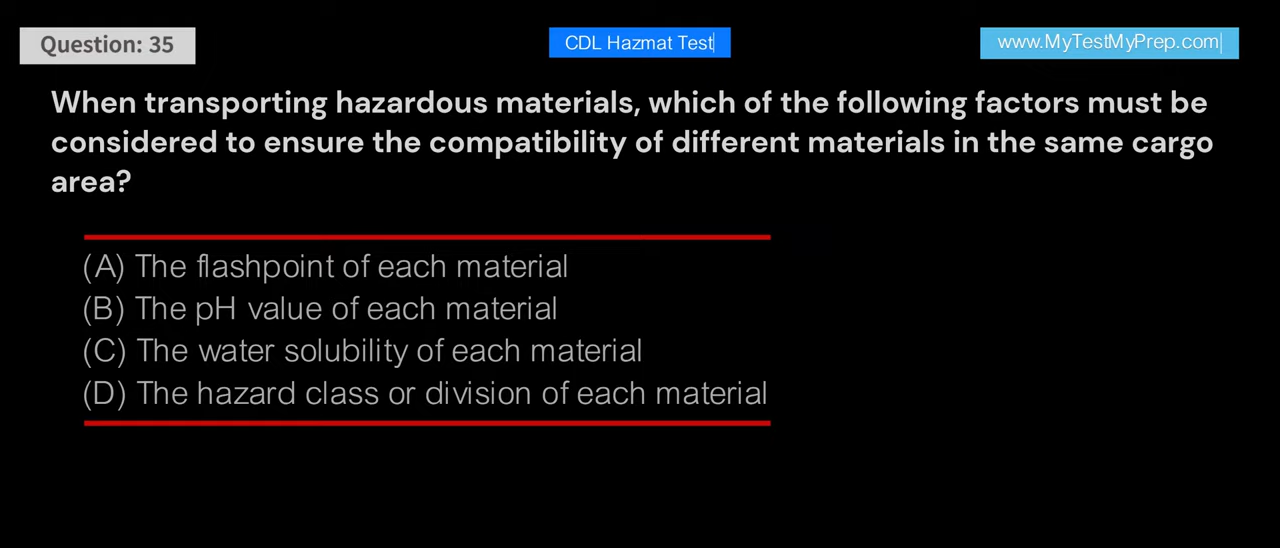 Question: 35
CDL Hazmat Test
www.MyTestMyPrep.com
When transporting hazardous materials, which of the following factors must be
considered to ensure the compatibility of different materials in the same cargo
area?
(A) The flashpoint of each material
(B) The pH value of each material
(C) The water solubility of each material
(D) The hazard class or division of each material